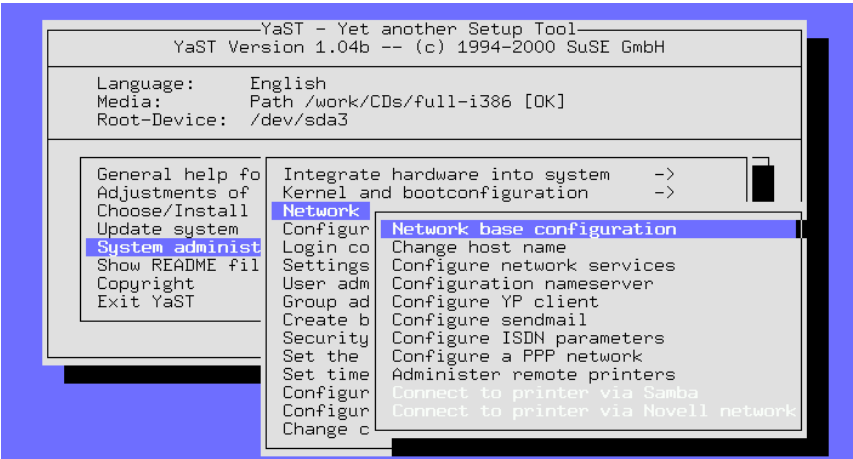 YaST - Yet another Setup Tool
YaST Version 1.04b -- (c) 1994-2000 SuSE GmbH
Language: English
Media: Path /work/CDs/full-i386 [OK]
Root-Device: /dev/sda3
General help fo
Adjustments of
Choose/Install
Update system
System administ
Show README fil
Copyright
Exit YaST
Integrate hardware into system ->
Kernel and bootconfiguration ->
Network
Configur
Login co
Settings
User adm
Group ad
Create b
Security
Set the
Set time
Configur
Configur
Change c
Network base configuration
Change host name
Configure network services
Configuration nameserver
Configure YP client
Configure sendmail
Configure ISDN parameters
Configure a PPP network
Administer remote printers
Connect to printer via Samba
Connect to printer via Novell network